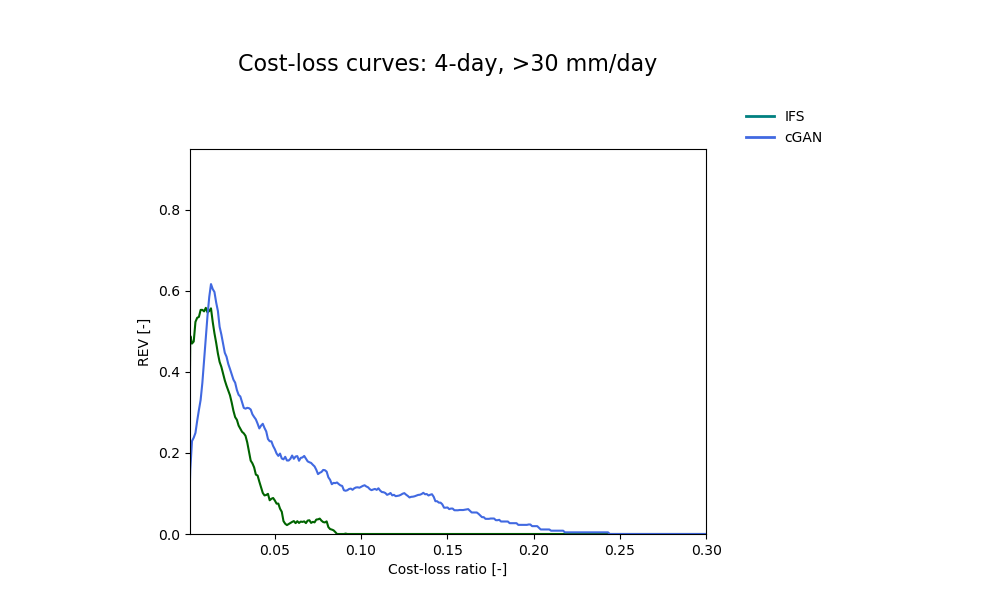 Cost-loss curves: 4-day, >30 mm/day
IFS
cGAN
0.8
0.6
0.4
0.2
0.0
REV [-]
0.05 0.10 0.15 0.20 0.25 0.30
Cost-loss ratio [-]